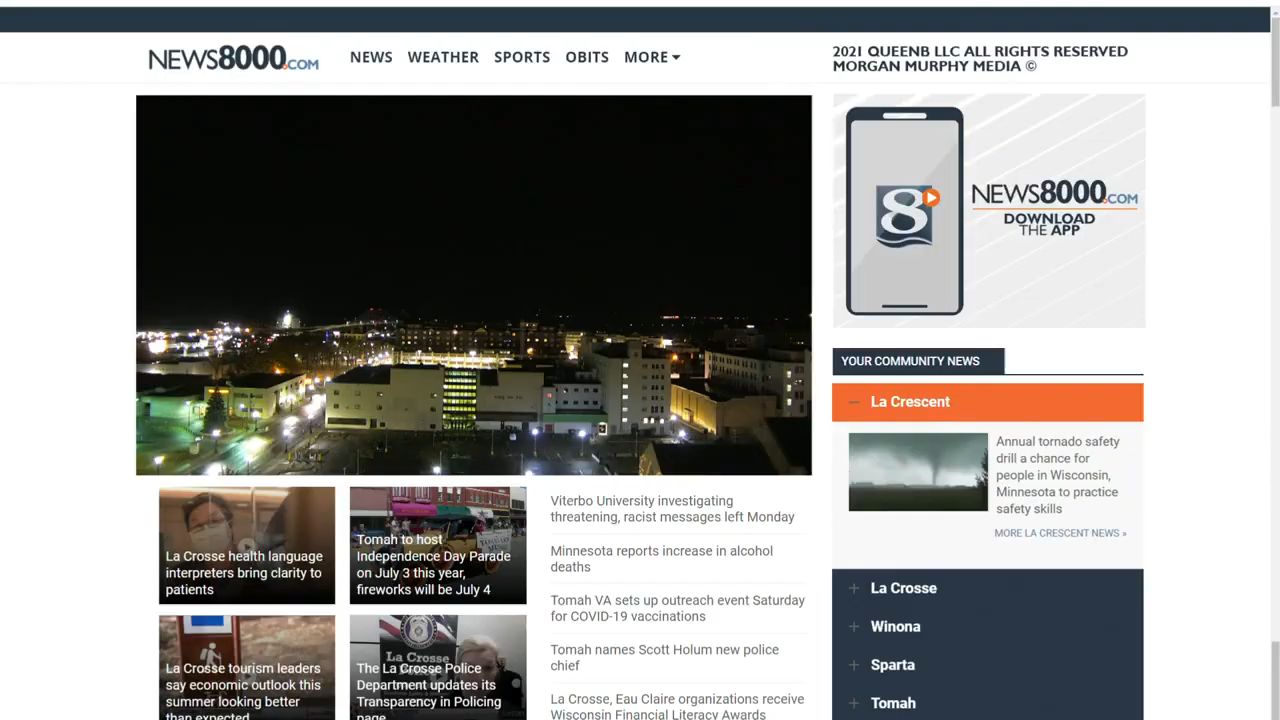 NEWS8000.COM
NEWS
WEATHER
SPORTS
OBITS
MORE
2021 QUEENB LLC ALL RIGHTS RESERVED
MORGAN MURPHY MEDIA ©
8
NEWS8000.COM
DOWNLOAD
THE APP
YOUR COMMUNITY NEWS
La Crescent
Annual tornado safety
drill a chance for
people in Wisconsin,
Minnesota to practice
safety skills
MORE LA CRESCENT NEWS »
La Crosse
Winona
Sparta
Tomah
La Crosse health language
interpreters bring clarity to
patients
Tomah to host
Independence Day Parade
on July 3 this year,
fireworks will be July 4
La Crosse tourism leaders
say economic outlook this
summer looking better
than expected
La Crosse
The La Crosse Police
Department updates its
Transparency in Policing
page
Viterbo University investigating
threatening, racist messages left Monday
Minnesota reports increase in alcohol
deaths
Tomah VA sets up outreach event Saturday
for COVID-19 vaccinations
Tomah names Scott Holum new police
chief
La Crosse, Eau Claire organizations receive
Wisconsin Financial Literacy Awards